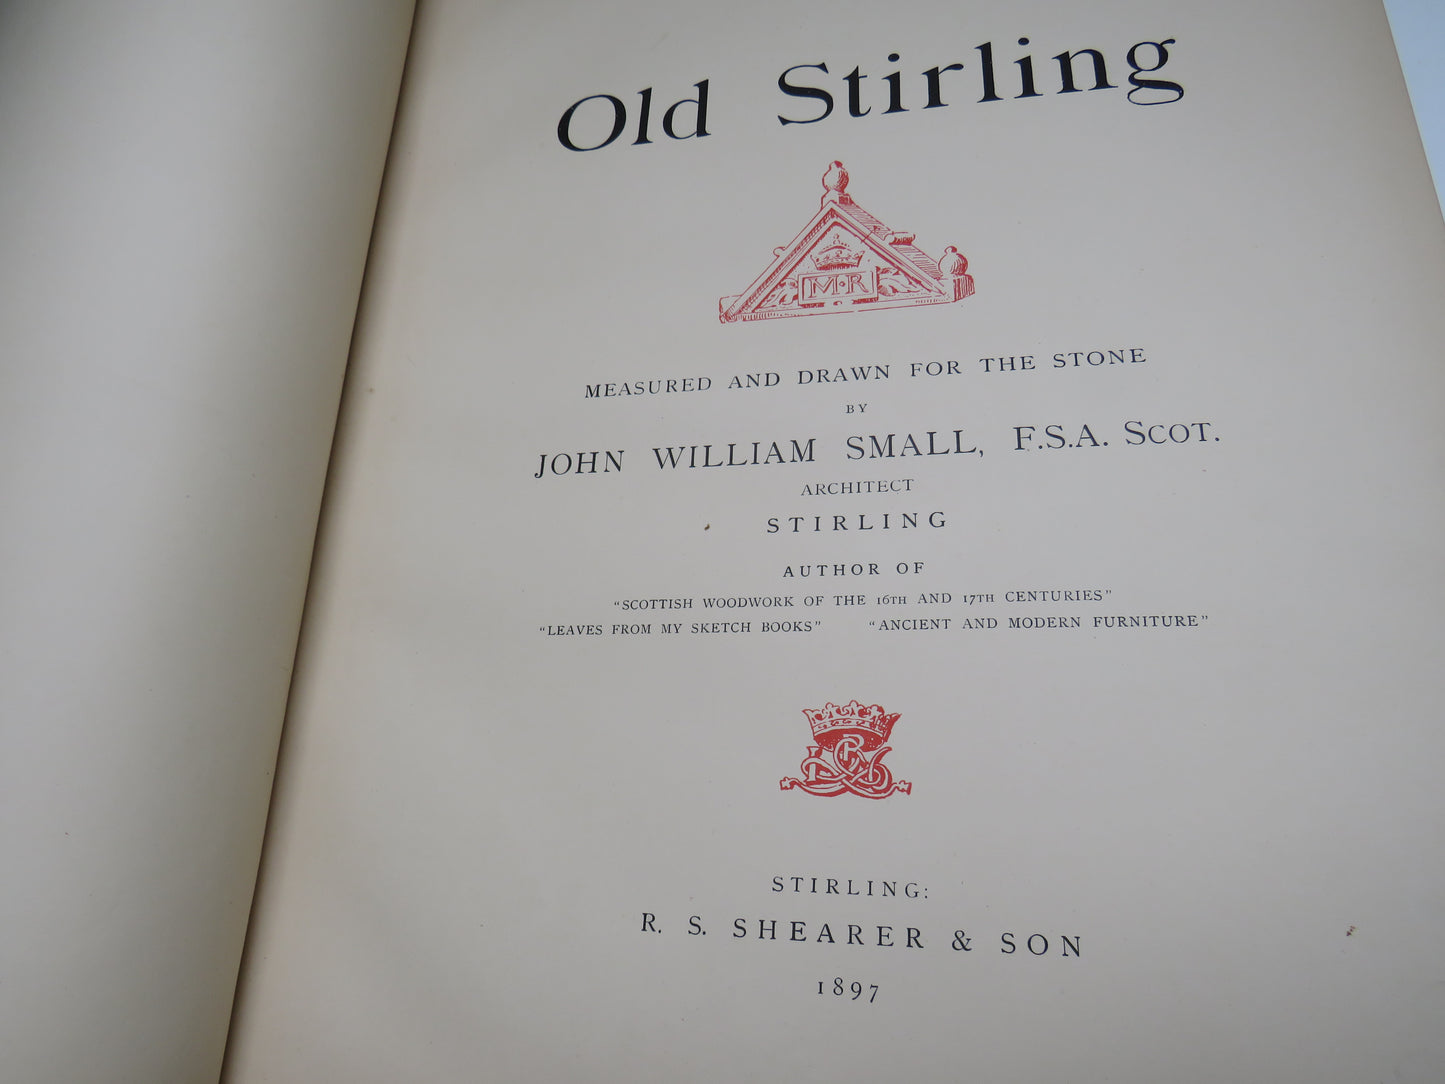 Old Stirling
M·R
MEASURED AND DRAWN FOR THE STONE
BY
JOHN WILLIAM SMALL, F.S.A. SCOT.
ARCHITECT
STIRLING
AUTHOR OF
"SCOTTISH WOODWORK OF THE 16TH AND 17TH CENTURIES"
"LEAVES FROM MY SKETCH BOOKS" "ANCIENT AND MODERN FURNITURE"
STIRLING:
R. S. SHEARER & SON
1897